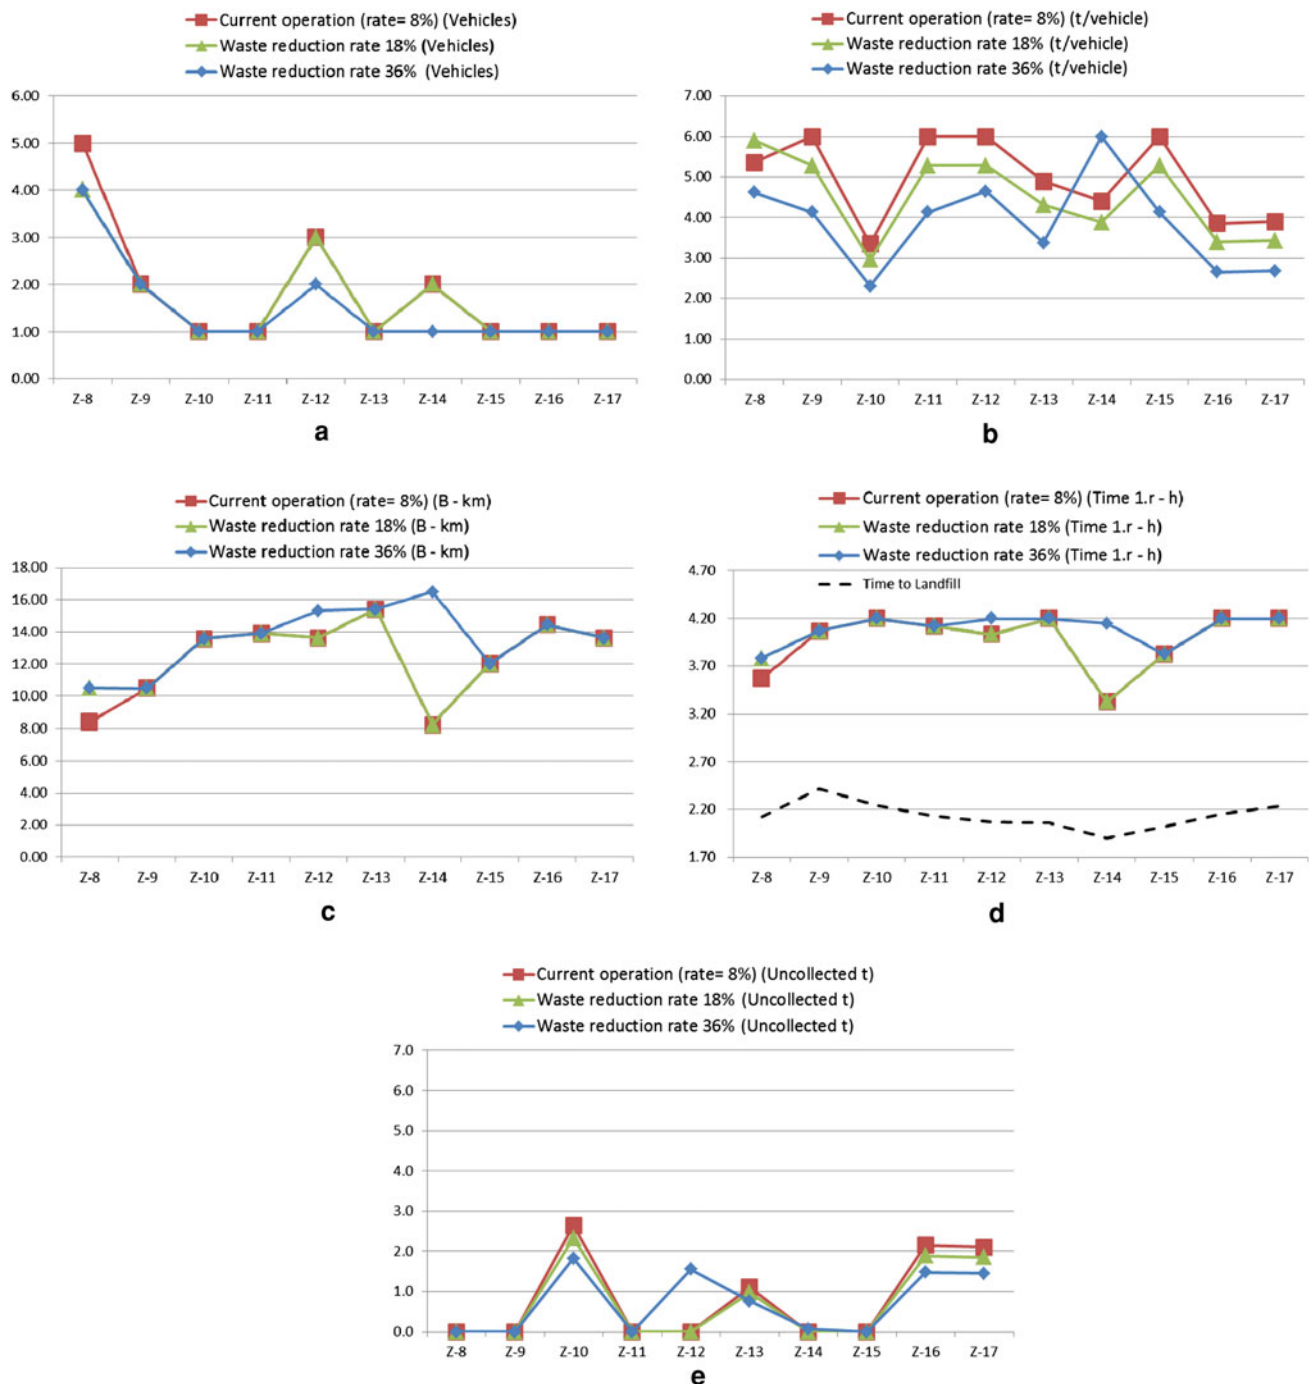 Current operation (rate= 8%) (Vehicles)
Waste reduction rate 18% (Vehicles)
Waste reduction rate 36% (Vehicles)
6.00
5.00
4.00
3.00
2.00
1.00
0.00
Z-8 Z-9 Z-10 Z-11 Z-12 Z-13 Z-14 Z-15 Z-16 Z-17
a
Current operation (rate= 8%) (t/vehicle)
Waste reduction rate 18% (t/vehicle)
Waste reduction rate 36% (t/vehicle)
7.00
6.00
5.00
4.00
3.00
2.00
1.00
0.00
Z-8 Z-9 Z-10 Z-11 Z-12 Z-13 Z-14 Z-15 Z-16 Z-17
b
Current operation (rate= 8%) (B - km)
Waste reduction rate 18% (B - km)
Waste reduction rate 36% (B - km)
18.00
16.00
14.00
12.00
10.00
8.00
6.00
4.00
2.00
0.00
Z-8 Z-9 Z-10 Z-11 Z-12 Z-13 Z-14 Z-15 Z-16 Z-17
c
Current operation (rate= 8%) (Time 1.r - h)
Waste reduction rate 18% (Time 1.r - h)
Waste reduction rate 36% (Time 1.r - h)
Time to Landfill
4.70
4.20
3.70
3.20
2.70
2.20
1.70
Z-8 Z-9 Z-10 Z-11 Z-12 Z-13 Z-14 Z-15 Z-16 Z-17
d
Current operation (rate= 8%) (Uncollected t)
Waste reduction rate 18% (Uncollected t)
Waste reduction rate 36% (Uncollected t)
7.0
6.0
5.0
4.0
3.0
2.0
1.0
0.0
Z-8 Z-9 Z-10 Z-11 Z-12 Z-13 Z-14 Z-15 Z-16 Z-17
e